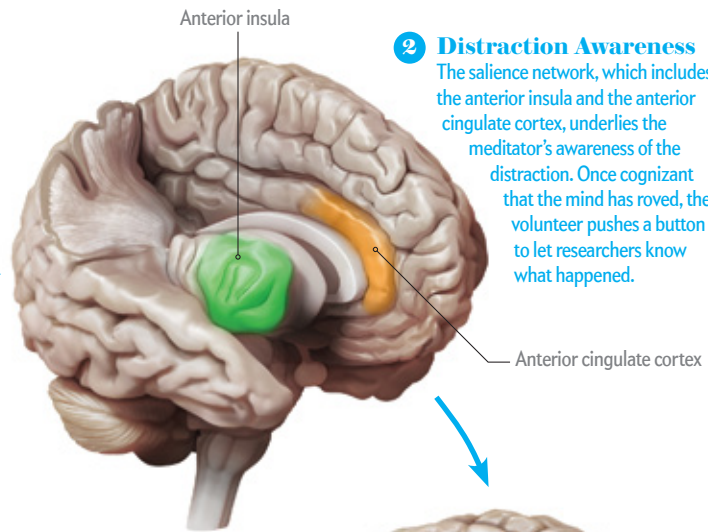 Anterior insula
2 Distraction Awareness
The salience network, which includes
the anterior insula and the anterior
cingulate cortex, underlies the
meditator's awareness of the
distraction. Once cognizant
that the mind has roved, the
volunteer pushes a button
to let researchers know
what happened.
Anterior cingulate cortex